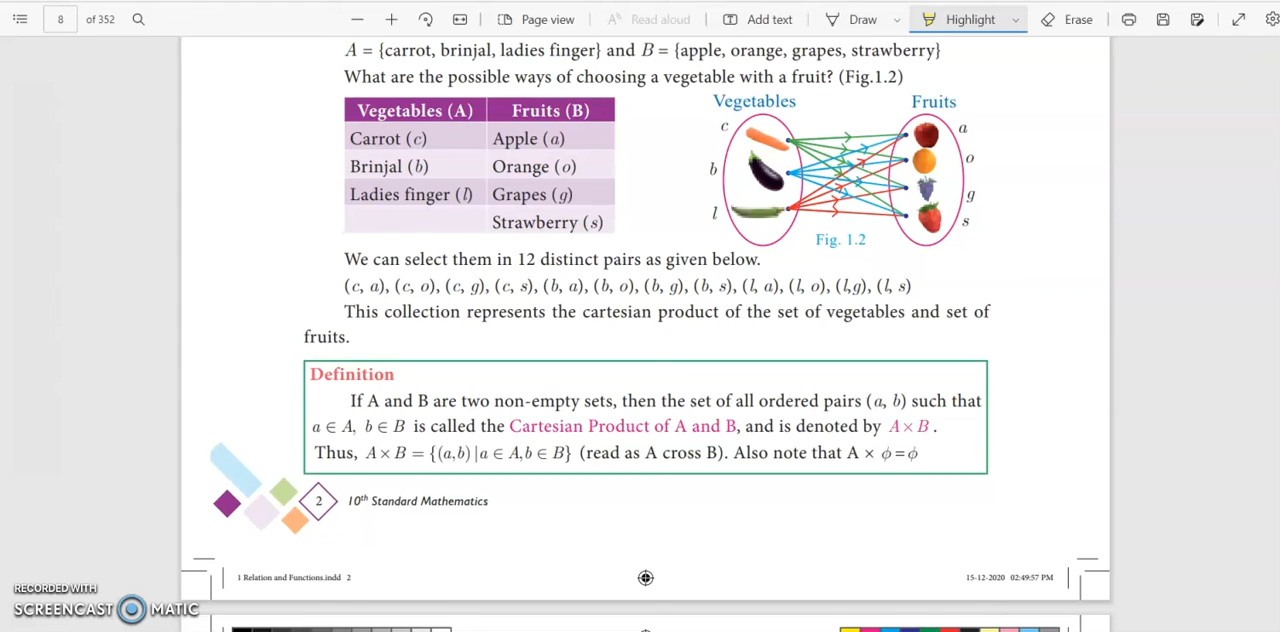 8 of 352 Page view Read aloud Add text Draw Highlight Erase
A = {carrot, brinjal, ladies finger} and B = {apple, orange, grapes, strawberry}
What are the possible ways of choosing a vegetable with a fruit? (Fig.1.2)
Vegetables (A) Fruits (B)
Carrot (c) Apple (a)
Brinjal (b) Orange (o)
Ladies finger (l) Grapes (g)
Strawberry (s)
Vegetables Fruits
c a
b o
l g
s
Fig. 1.2
We can select them in 12 distinct pairs as given below.
(c, a), (c, o), (c, g), (c, s), (b, a), (b, o), (b, g), (b, s), (l, a), (l, o), (l,g), (l, s)
This collection represents the cartesian product of the set of vegetables and set of
fruits.
Definition
If A and B are two non-empty sets, then the set of all ordered pairs (a, b) such that
a ∈ A, b ∈ B is called the Cartesian Product of A and B, and is denoted by A×B .
Thus, A×B = {(a,b) |a ∈ A,b ∈ B} (read as A cross B). Also note that A × ϕ = ϕ
2 10th Standard Mathematics
1 Relation and Functions.indd 2 15-12-2020 02:49:57 PM
RECORDED WITH
SCREENCAST MATIC